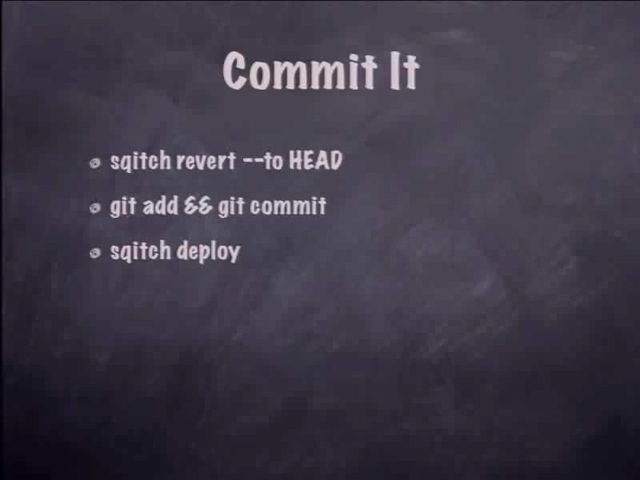 Commit It
sqitch revert --to HEAD
git add && git commit
sqitch deploy